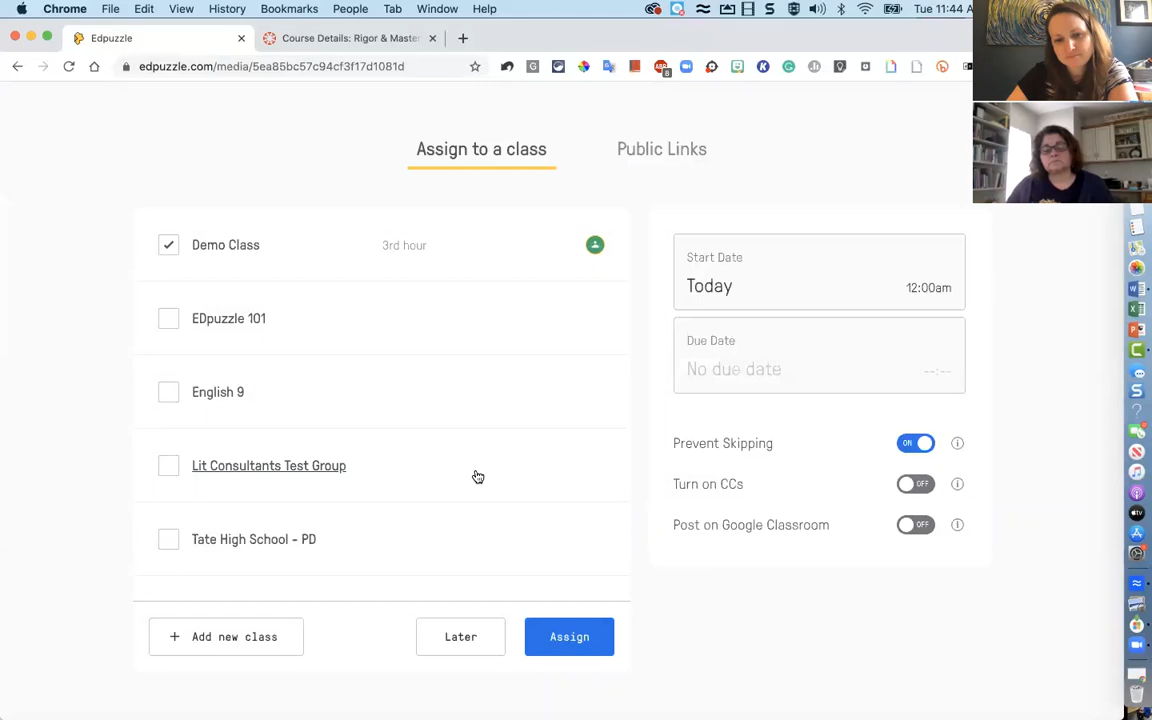 Chrome File Edit View History Bookmarks People Tab Window Help
Tue 11:44 A
Edpuzzle
Course Details: Rigor & Master
edpuzzle.com/media/5ea85bc57c94cf3f17d1081d
Assign to a class
Public Links
Demo Class
3rd hour
EDpuzzle 101
English 9
Lit Consultants Test Group
Tate High School - PD
+ Add new class
Later
Assign
Start Date
Today
12:00am
Due Date
No due date
--:--
Prevent Skipping
ON
Turn on CCs
OFF
Post on Google Classroom
OFF